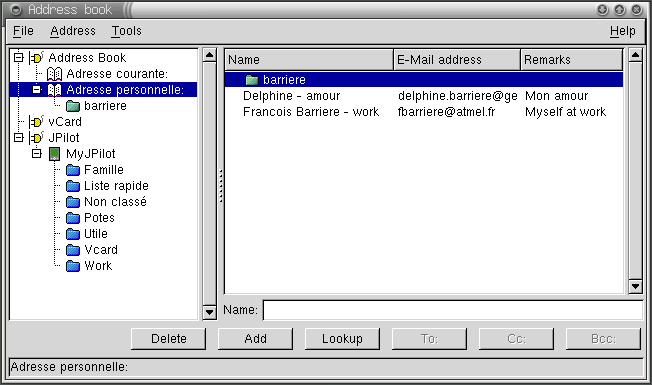 Address book
File Address Tools Help
Address Book
Adresse courante:
Adresse personnelle:
barriere
vCard
JPilot
MyJPilot
Famille
Liste rapide
Non classé
Potes
Utile
Vcard
Work
Name E-Mail address Remarks
barriere
Delphine - amour delphine.barriere@ge Mon amour
Francois Barriere - work fbarriere@atmel.fr Myself at work
Name:
Delete Add Lookup To: Cc: Bcc:
Adresse personnelle: